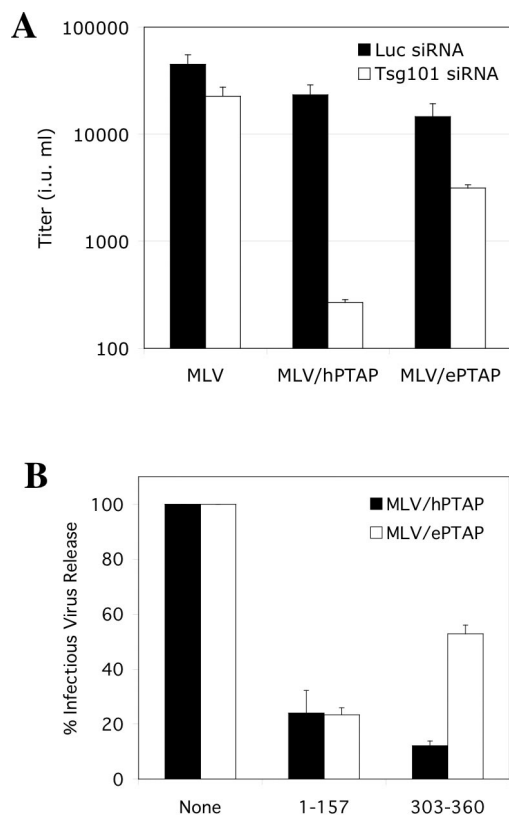 A
100000
10000
1000
100
Titer (i.u. ml)
Luc siRNA
Tsg101 siRNA
MLV
MLV/hPTAP
MLV/ePTAP
B
100
80
60
40
20
0
% Infectious Virus Release
MLV/hPTAP
MLV/ePTAP
None
1-157
303-360